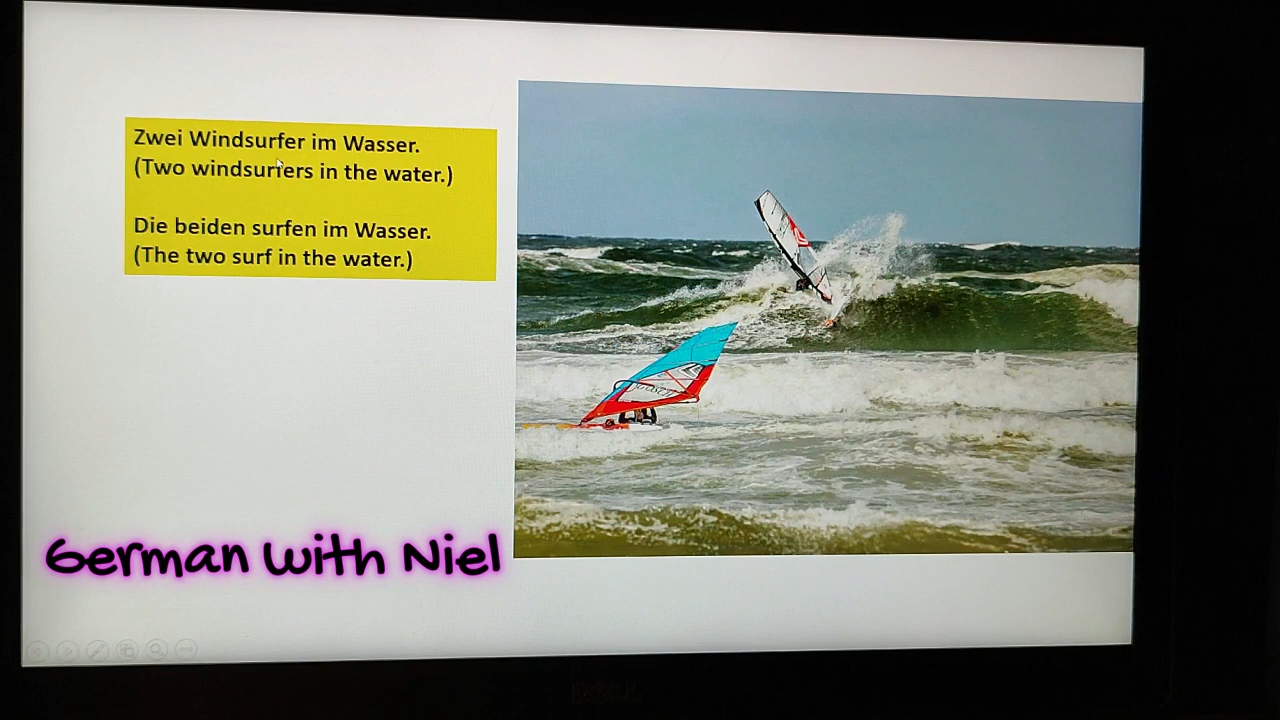 Zwei Windsurfer im Wasser.
(Two windsurfers in the water.)
Die beiden surfen im Wasser.
(The two surf in the water.)
German with Niel